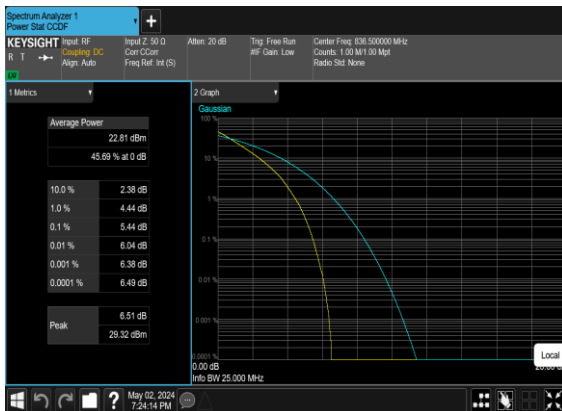 Spectrum Analyzer 1
Power Stat CCDF
+
KEYSIGHT
R T
LXI
Input: RF
Coupling: DC
Align: Auto
Input Z: 50 Ω
Corr CCorr
Freq Ref: Int (S)
Atten: 20 dB
Trig: Free Run
#IF Gain: Low
Center Freq: 836.500000 MHz
Counts: 1.00 M/1.00 Mpt
Radio Std: None
1 Metrics
Average Power
22.81 dBm
45.69 % at 0 dB
10.0 % 2.38 dB
1.0 % 4.44 dB
0.1 % 5.44 dB
0.01 % 6.04 dB
0.001 % 6.38 dB
0.0001 % 6.49 dB
Peak
6.51 dB
29.32 dBm
2 Graph
Gaussian
100 %
10 %
1 %
0.1 %
0.01 %
0.001 %
0.0001 %
0.00 dB
Info BW 25.000 MHz
Local
?
May 02, 2024
7:24:14 PM